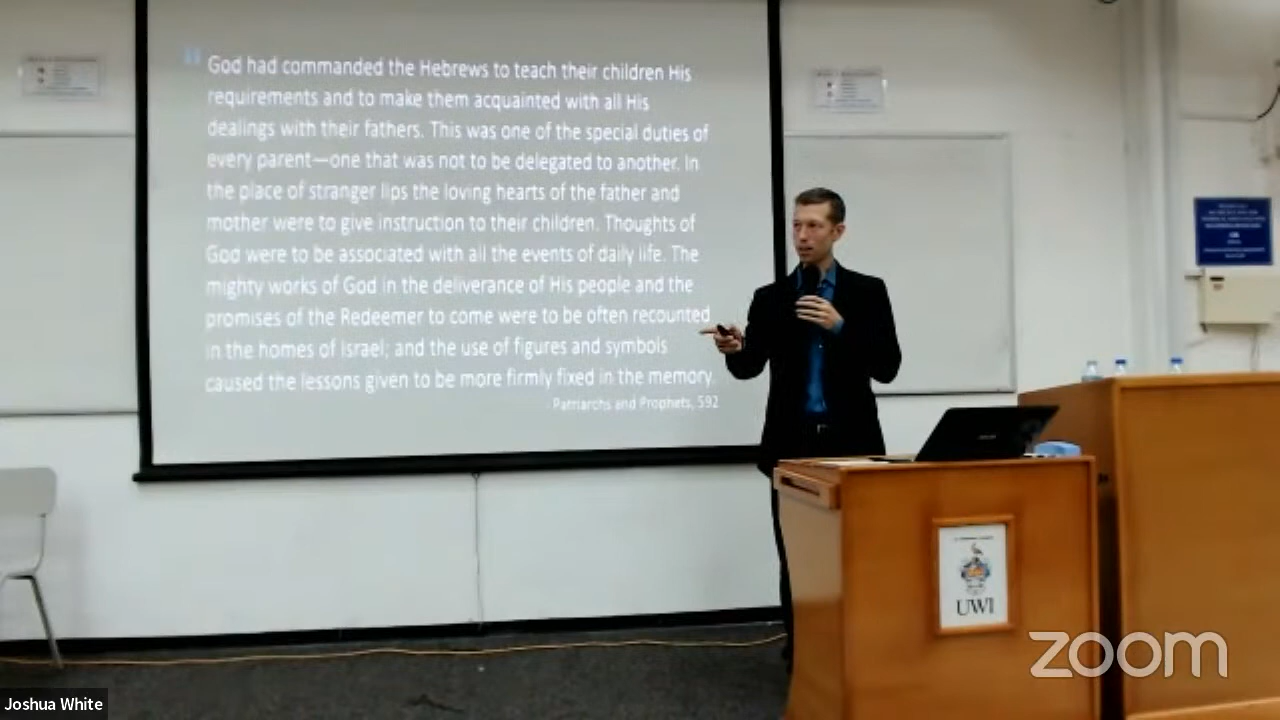 God had commanded the Hebrews to teach their children His
requirements and to make them acquainted with all His
dealings with their fathers. This was one of the special duties of
every parent—one that was not to be delegated to another. In
the place of stranger lips the loving hearts of the father and
mother were to give instruction to their children. Thoughts of
God were to be associated with all the events of daily life. The
mighty works of God in the deliverance of His people and the
promises of the Redeemer to come were to be often recounted
in the homes of Israel; and the use of figures and symbols
caused the lessons given to be more firmly fixed in the memory.
- Patriarchs and Prophets, 592
UWI
zoom
Joshua White